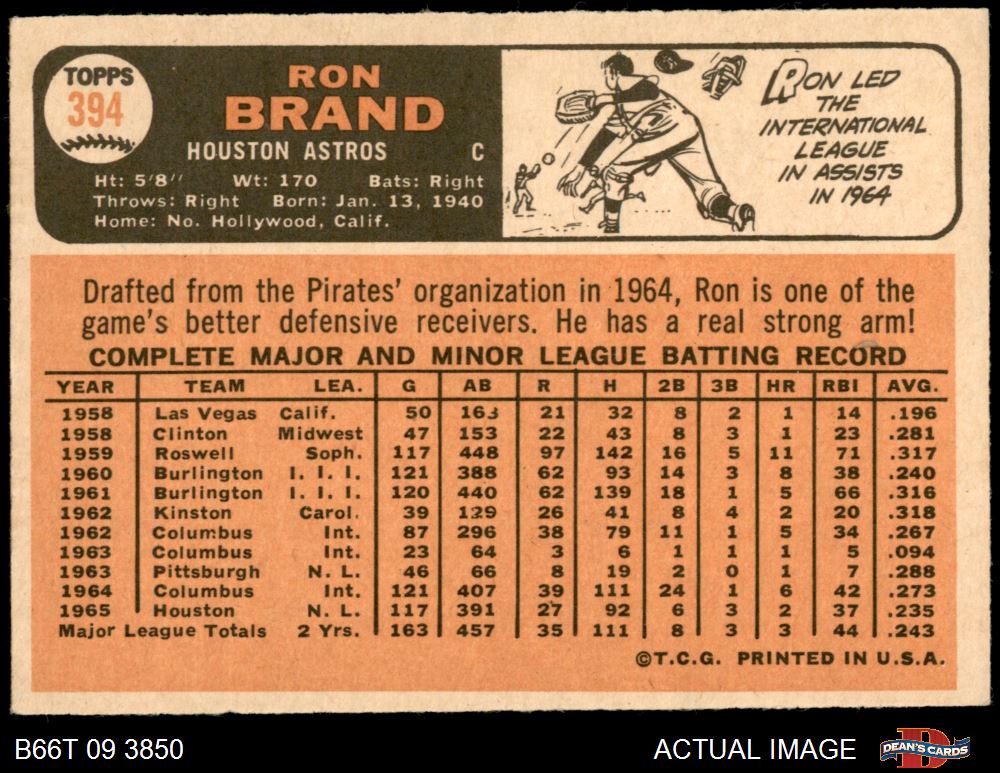 TOPPS
394
RON
BRAND
HOUSTON ASTROS C
Ht: 5'8" Wt: 170 Bats: Right
Throws: Right Born: Jan. 13, 1940
Home: No. Hollywood, Calif.
RON LED
THE
INTERNATIONAL
LEAGUE
IN ASSISTS
IN 1964
Drafted from the Pirates' organization in 1964, Ron is one of the
game's better defensive receivers. He has a real strong arm!
COMPLETE MAJOR AND MINOR LEAGUE BATTING RECORD
YEAR TEAM LEA. G AB R H 2B 3B HR RBI AVG.
1958 Las Vegas Calif. 50 163 21 32 8 2 1 14 .196
1958 Clinton Midwest 47 153 22 43 8 3 1 23 .281
1959 Roswell Soph. 117 448 97 142 16 5 11 71 .317
1960 Burlington I. I. I. 121 388 62 93 14 3 8 38 .240
1961 Burlington I. I. I. 120 440 62 139 18 1 5 66 .316
1962 Kinston Carol. 39 129 26 41 8 4 2 20 .318
1962 Columbus Int. 87 296 38 79 11 1 5 34 .267
1963 Columbus Int. 23 64 3 6 1 1 1 5 .094
1963 Pittsburgh N. L. 46 66 8 19 2 0 1 7 .288
1964 Columbus Int. 121 407 39 111 24 1 6 42 .273
1965 Houston N. L. 117 391 27 92 6 3 2 37 .235
Major League Totals 2 Yrs. 163 457 35 111 8 3 3 44 .243
©T.C.G. PRINTED IN U.S.A.
B66T 09 3850 ACTUAL IMAGE
DEAN'S CARDS